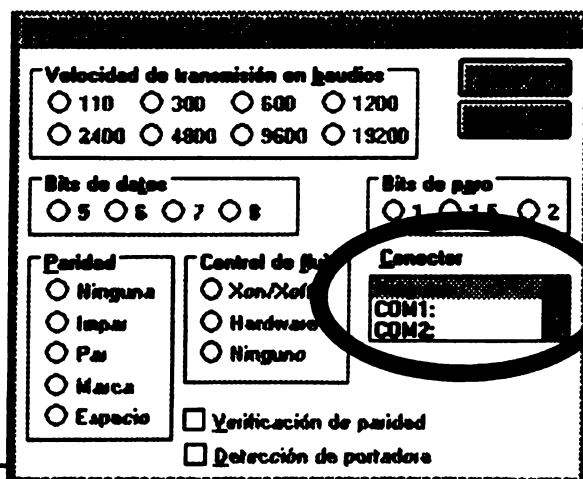 Velocidad de transmisión en baudios
110 300 600 1200
2400 4800 9600 19200
Bits de datos
5 6 7 8
Bits de paro
1 1.5 2
Paridad
Ninguna
Impar
Par
Marca
Espacio
Control de flujo
Xon/Xoff
Hardware
Ninguno
Conector
COM1:
COM2:
Verificación de paridad
Detección de portadora